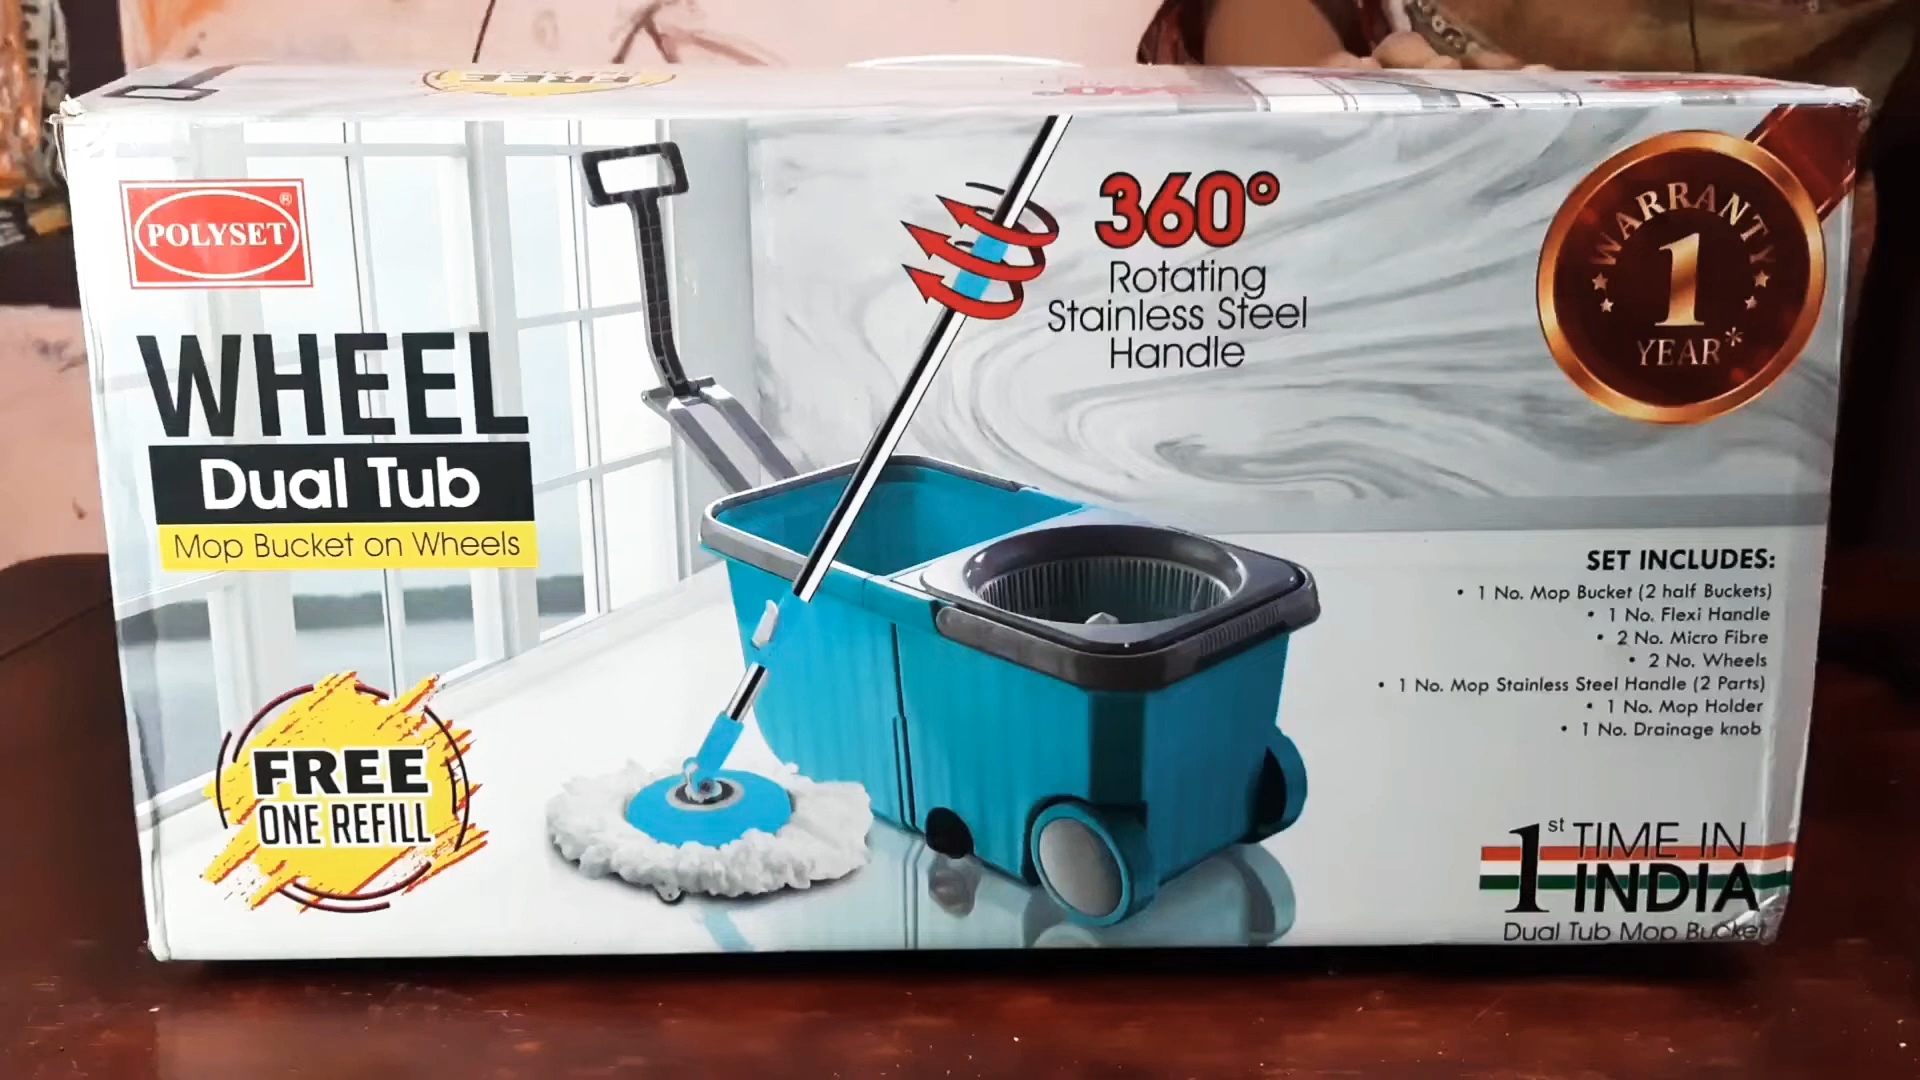 FREE
360°
POLYSET®
WHEEL
Dual Tub
Mop Bucket on Wheels
FREE
ONE REFILL
360°
Rotating
Stainless Steel
Handle
WARRANTY
1
YEAR*
SET INCLUDES:
• 1 No. Mop Bucket (2 half Buckets)
• 1 No. Flexi Handle
• 2 No. Micro Fibre
• 2 No. Wheels
• 1 No. Mop Stainless Steel Handle (2 Parts)
• 1 No. Mop Holder
• 1 No. Drainage knob
1st TIME IN
INDIA
Dual Tub Mop Bucket